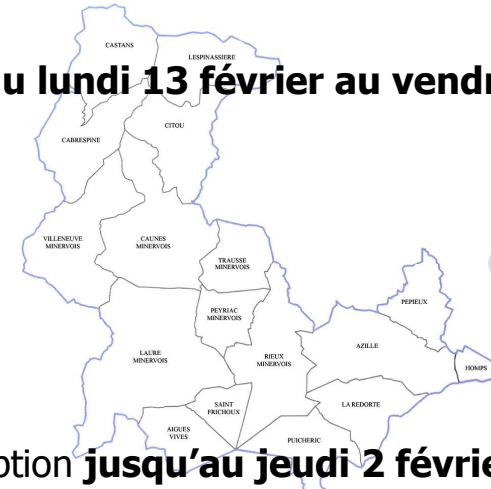 CASTANS
LESPINASSIERE
u lundi 13 février au vendr
CITOU
CABRESPINE
VILLENEUVE
MINERVOIS
CAUNES
MINERVOIS
TRAUSSE
MINERVOIS
PEPIEUX
PEYRIAC
MINERVOIS
AZILLE
LAURE
MINERVOIS
RIEUX
MINERVOIS
HOMPS
SAINT
FRICHOUX
LA REDORTE
AIGUES
VIVES
PUICHERIC
ption jusqu’au jeudi 2 févrie